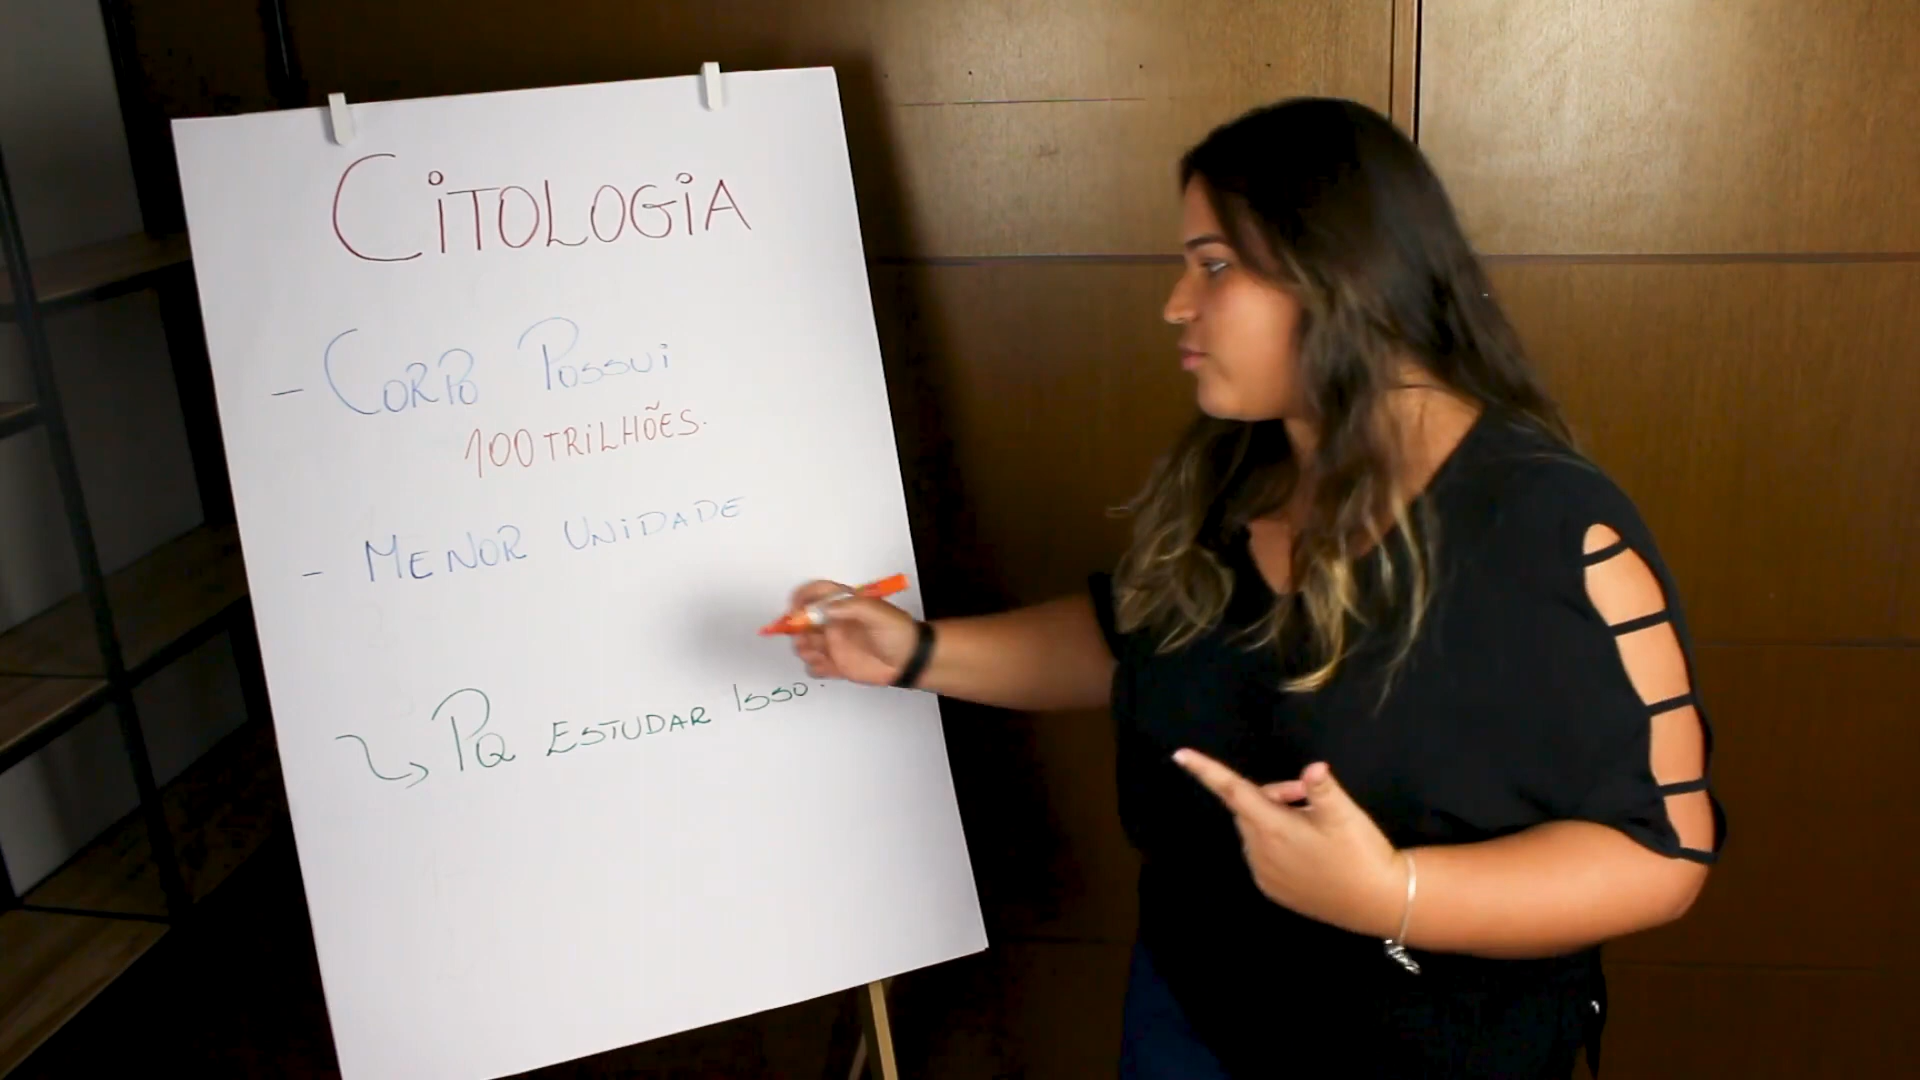 CiTOLOGiA
- CORPO POSSUi
100 TRiLHÕES.
- MENOR UNiDADE
PQ ESTUDAR ISSO